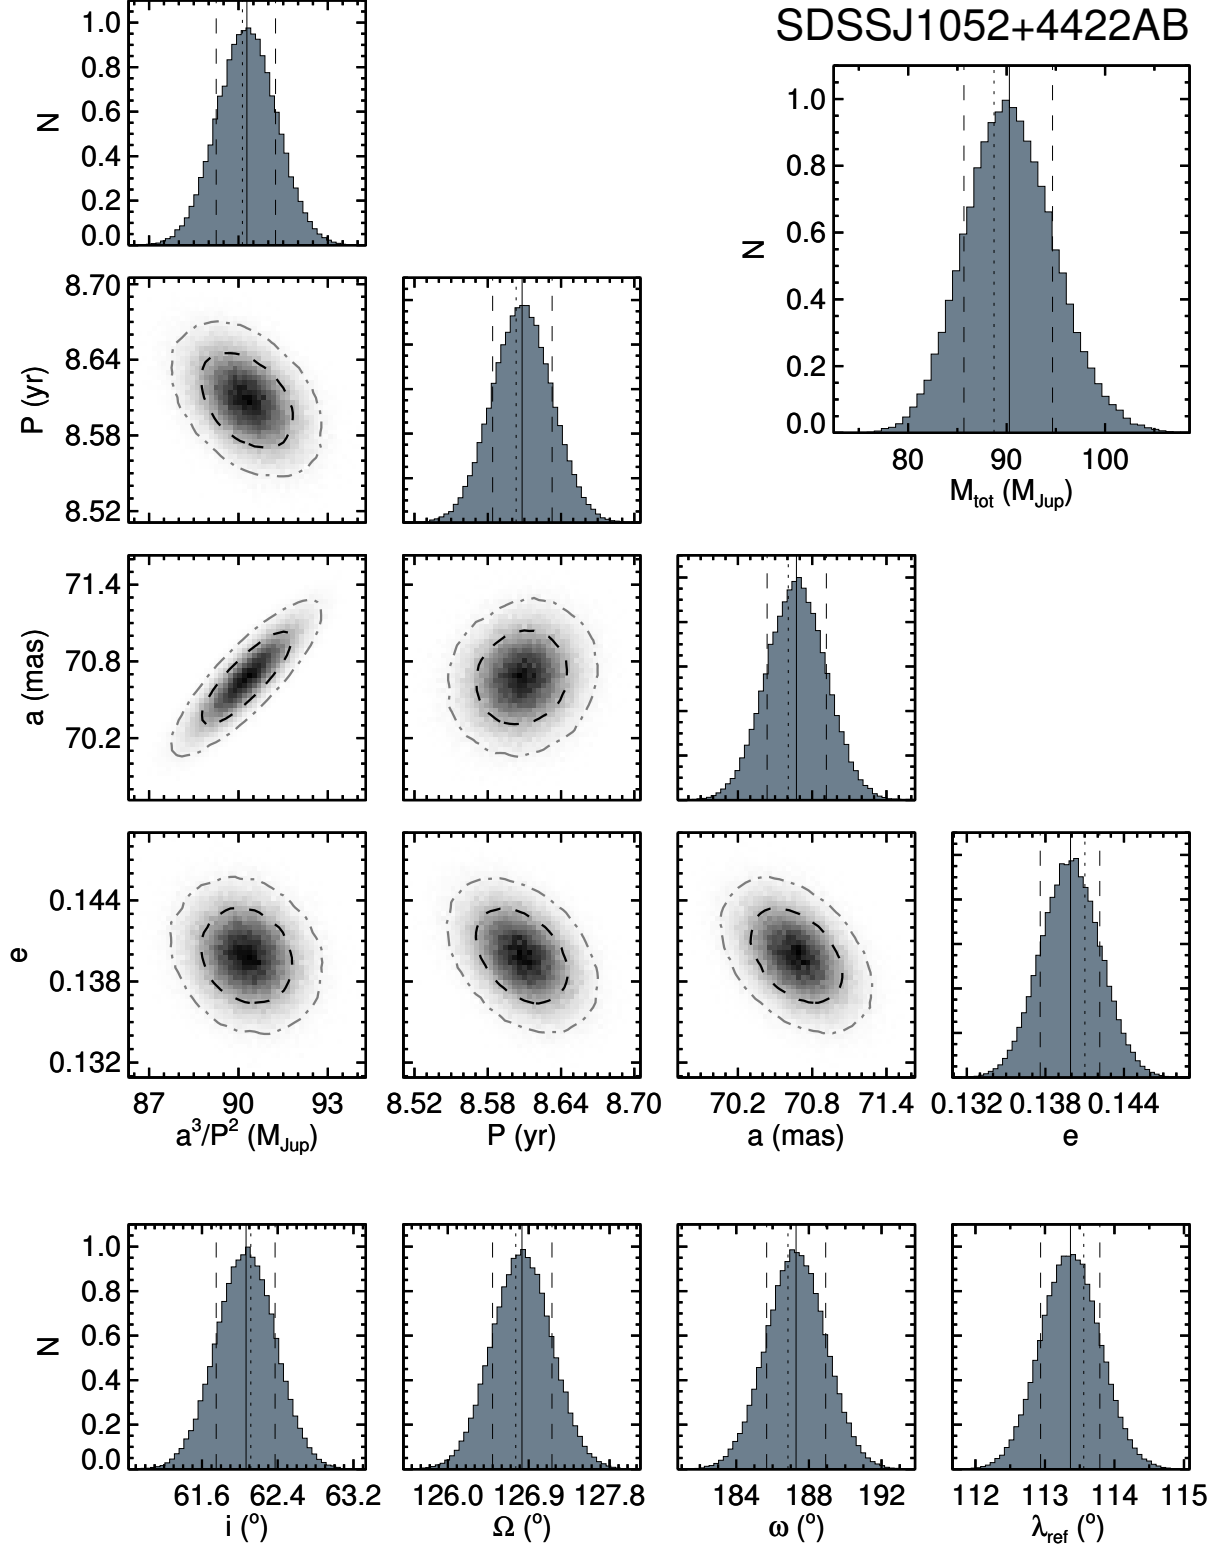 SDSSJ1052+4422AB
1.0
0.8
0.6
0.4
0.2
0.0
N
1.0
0.8
0.6
0.4
0.2
0.0
N
80 90 100
M_tot (M_Jup)
8.70
8.64
8.58
8.52
P (yr)
71.4
70.8
70.2
a (mas)
0.144
0.138
0.132
e
87 90 93
a³/P² (M_Jup)
8.52 8.58 8.64 8.70
P (yr)
70.2 70.8 71.4
a (mas)
0.132 0.138 0.144
e
1.0
0.8
0.6
0.4
0.2
0.0
N
61.6 62.4 63.2
i (°)
126.0 126.9 127.8
Ω (°)
184 188 192
ω (°)
112 113 114 115
λ_ref (°)